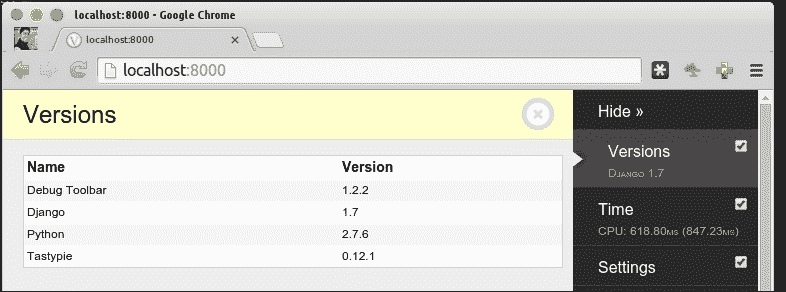 localhost:8000 - Google Chrome
localhost:8000
localhost:8000
Versions
Name Version
Debug Toolbar 1.2.2
Django 1.7
Python 2.7.6
Tastypie 0.12.1
Hide »
Versions
Django 1.7
Time
CPU: 618.80ms (847.23ms)
Settings